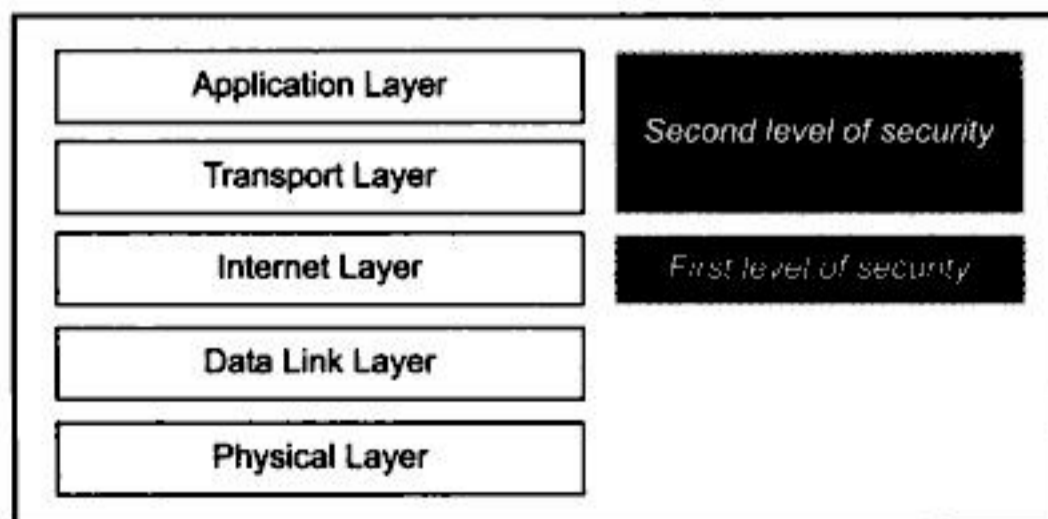 Application Layer
Second level of security
Transport Layer
Internet Layer
First level of security
Data Link Layer
Physical Layer